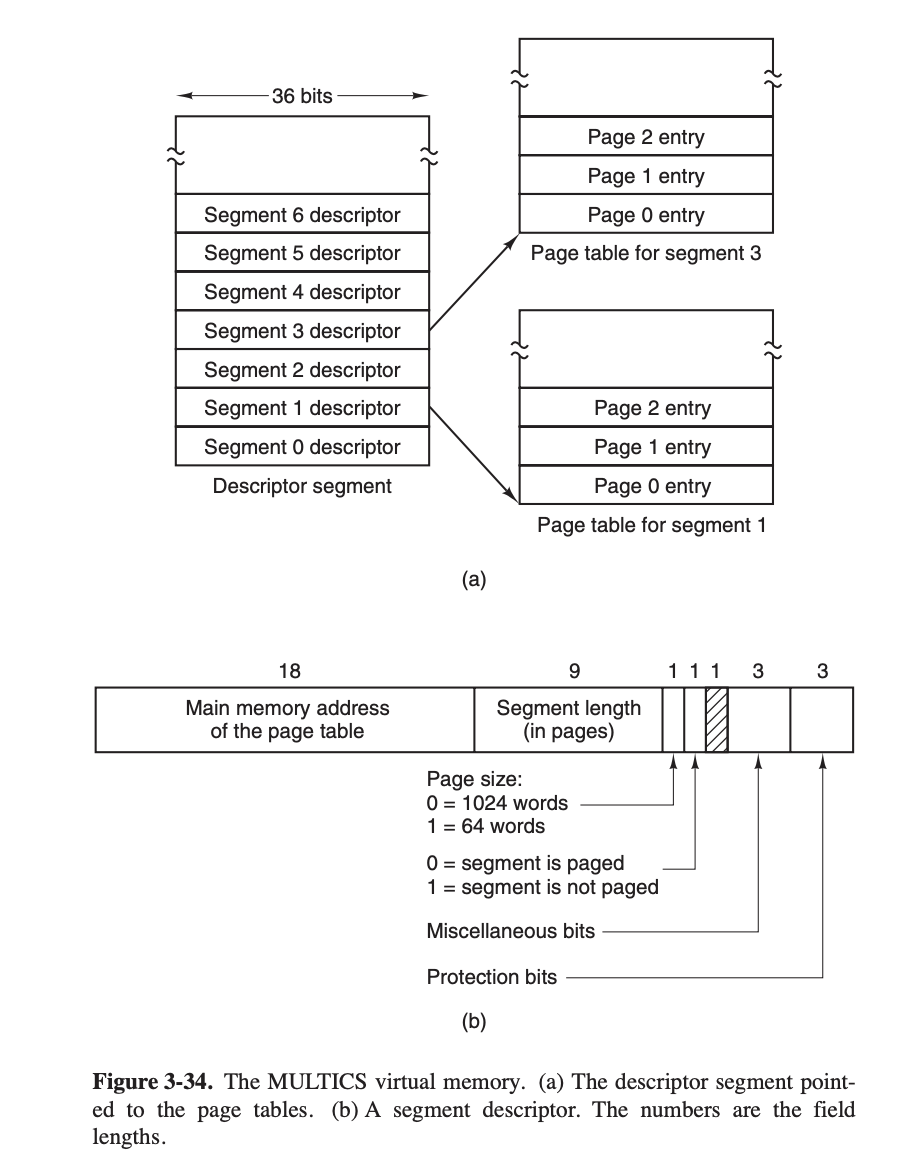 36 bits
Segment 6 descriptor
Segment 5 descriptor
Segment 4 descriptor
Segment 3 descriptor
Segment 2 descriptor
Segment 1 descriptor
Segment 0 descriptor
Descriptor segment
Page 2 entry
Page 1 entry
Page 0 entry
Page table for segment 3
Page 2 entry
Page 1 entry
Page 0 entry
Page table for segment 1
(a)
18 9 1 1 1 3 3
Main memory address
of the page table
Segment length
(in pages)
Page size:
0 = 1024 words
1 = 64 words
0 = segment is paged
1 = segment is not paged
Miscellaneous bits
Protection bits
(b)
Figure 3-34. The MULTICS virtual memory. (a) The descriptor segment point-
ed to the page tables. (b) A segment descriptor. The numbers are the field
lengths.